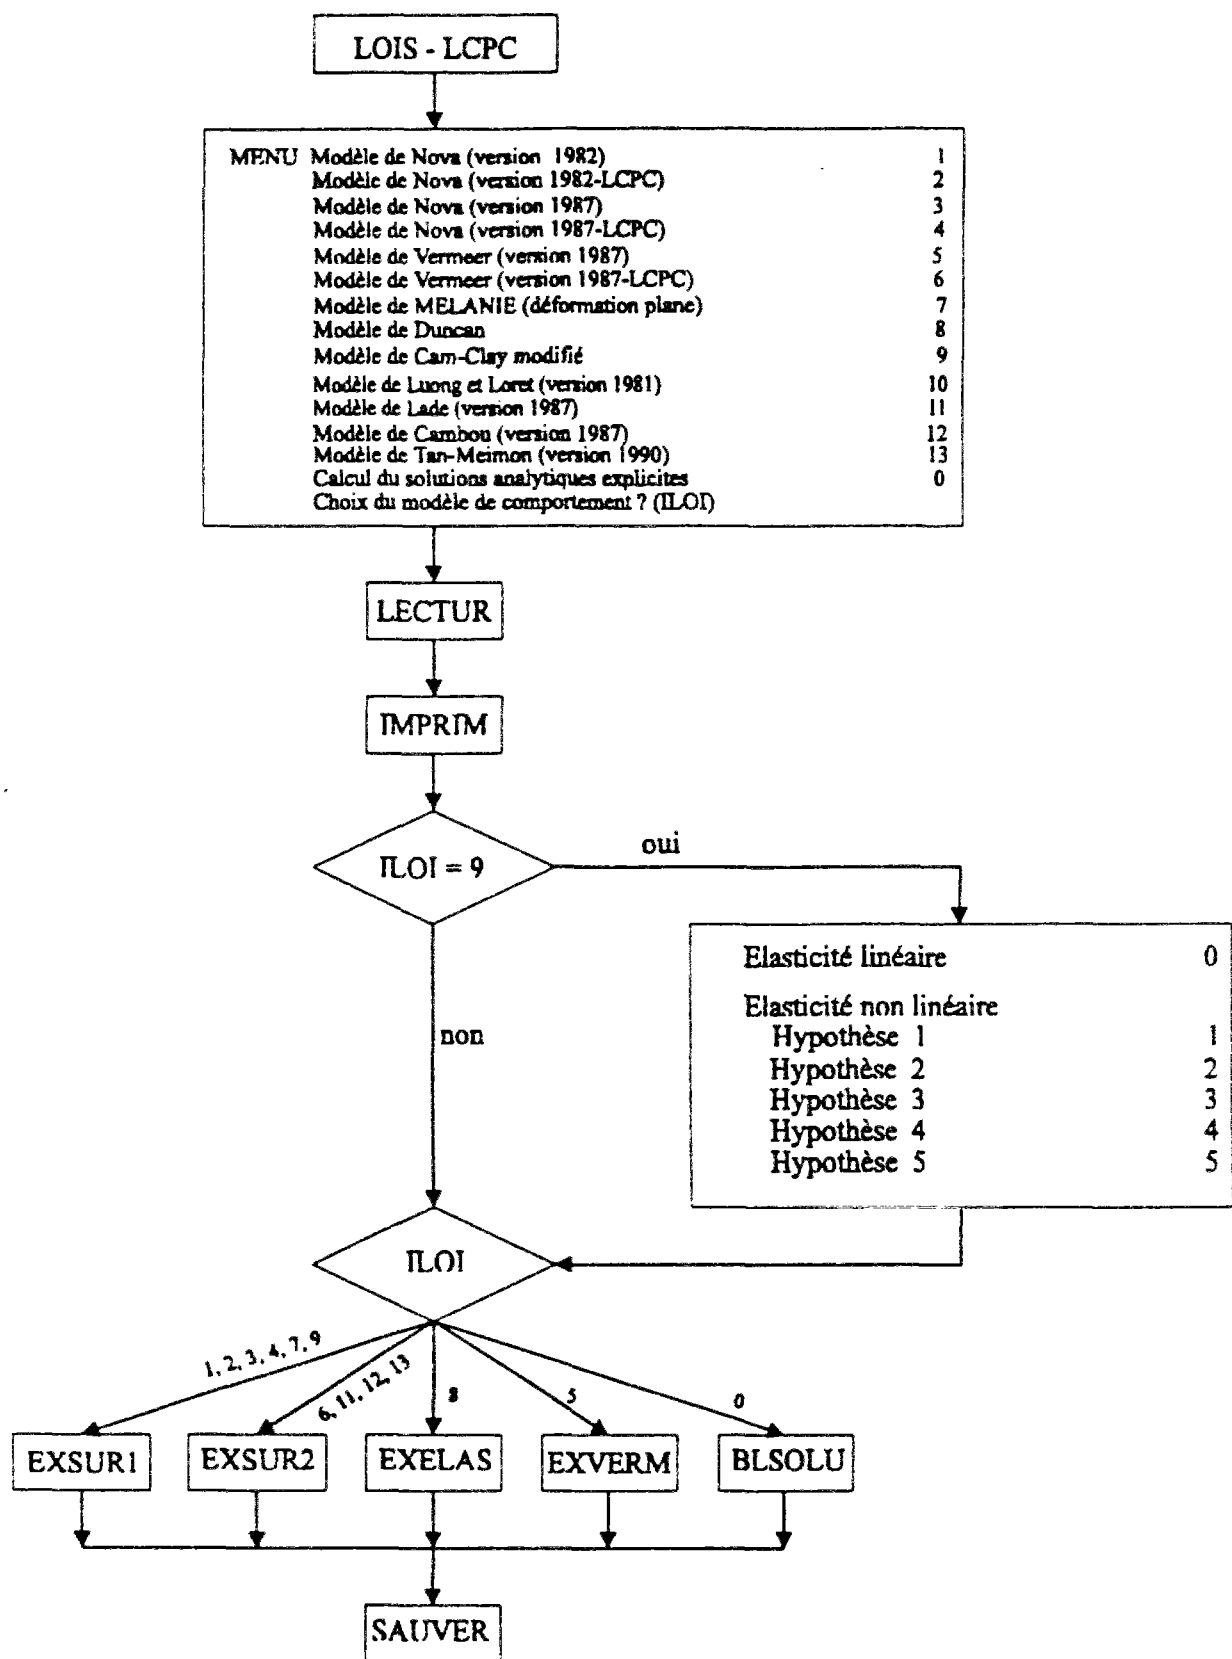 LOIS - LCPC
MENU Modèle de Nova (version 1982) 1
Modèle de Nova (version 1982-LCPC) 2
Modèle de Nova (version 1987) 3
Modèle de Nova (version 1987-LCPC) 4
Modèle de Vermeer (version 1987) 5
Modèle de Vermeer (version 1987-LCPC) 6
Modèle de MELANIE (déformation plane) 7
Modèle de Duncan 8
Modèle de Cam-Clay modifié 9
Modèle de Luong et Loret (version 1981) 10
Modèle de Lade (version 1987) 11
Modèle de Cambou (version 1987) 12
Modèle de Tan-Meimon (version 1990) 13
Calcul du solutions analytiques explicites 0
Choix du modèle de comportement ? (ILOI)
LECTUR
IMPRIM
ILOI = 9
oui
Elasticité linéaire 0
Elasticité non linéaire
Hypothèse 1 1
Hypothèse 2 2
Hypothèse 3 3
Hypothèse 4 4
Hypothèse 5 5
non
ILOI
1, 2, 3, 4, 7, 9
6, 11, 12, 13
8
5
0
EXSUR1
EXSUR2
EXELAS
EXVERM
BLSOLU
SAUVER